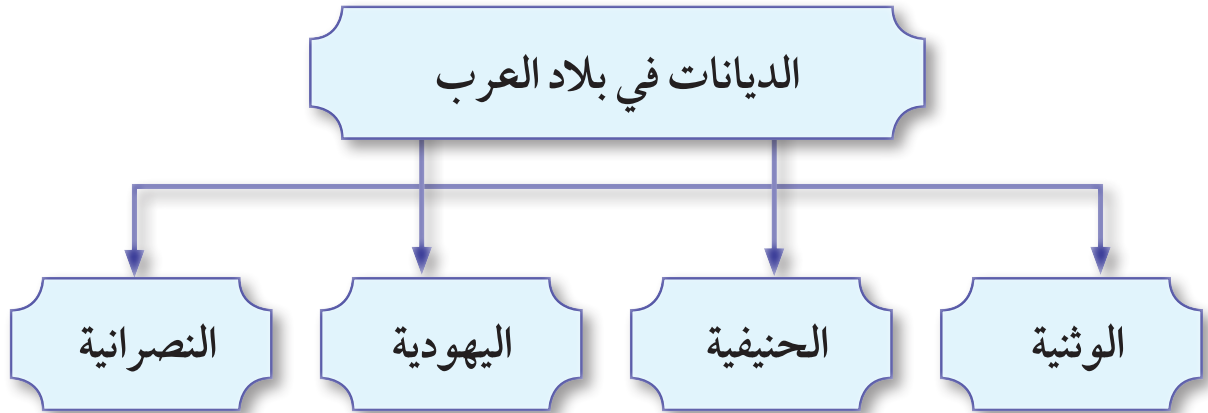 الديانات في بلاد العرب
الوثنية
الحنيفية
اليهودية
النصرانية